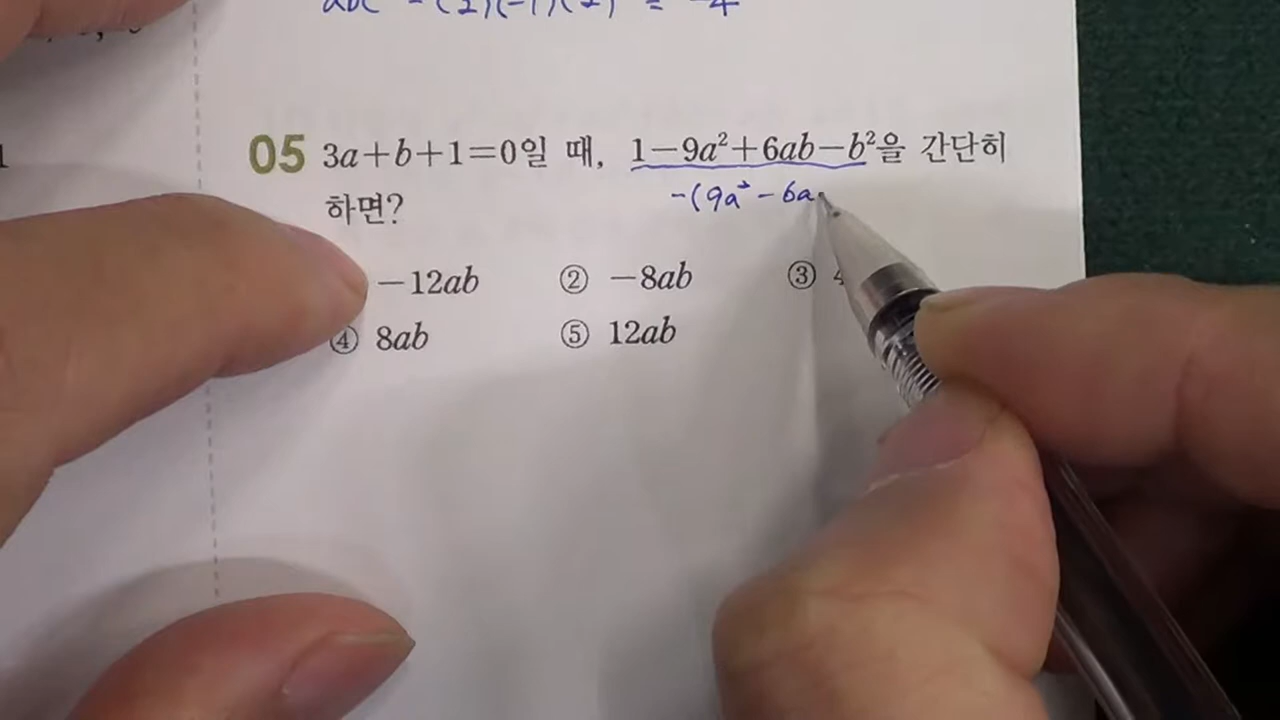 05 3a+b+1=0일 때, 1-9a²+6ab-b²을 간단히
-(9a²-6a
하면?
-12ab ② -8ab ③
④ 8ab ⑤ 12ab